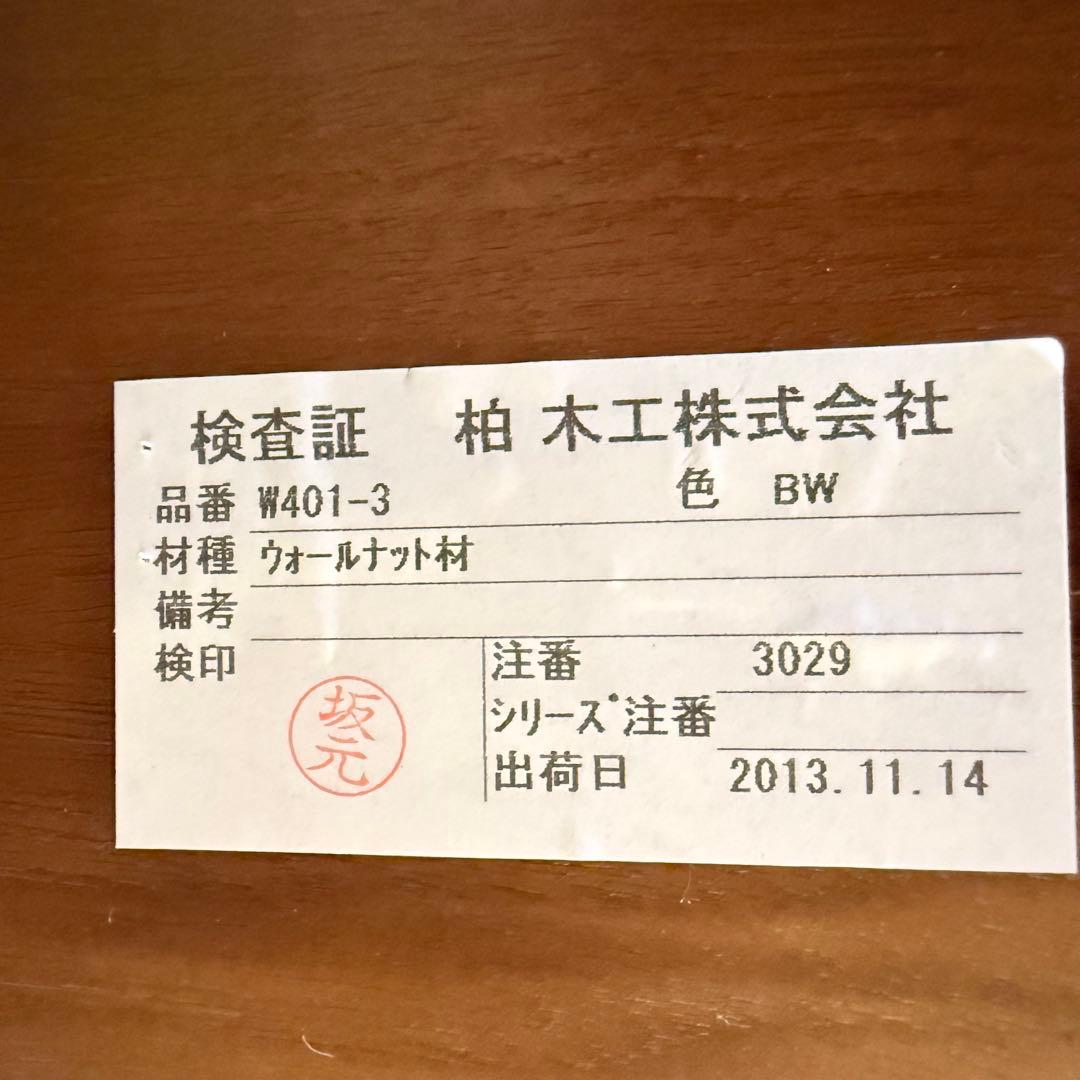 検査証 柏木工株式会社
品番 W401-3 色 BW
材種 ウォールナット材
備考
検印
坂元
注番 3029
シリーズ注番
出荷日 2013.11.14